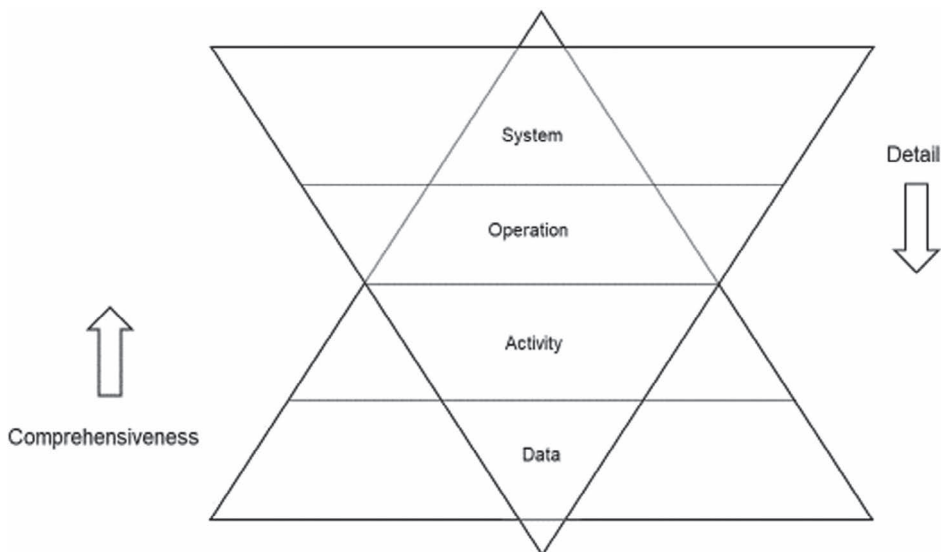 System
Detail
Operation
Activity
Comprehensiveness
Data